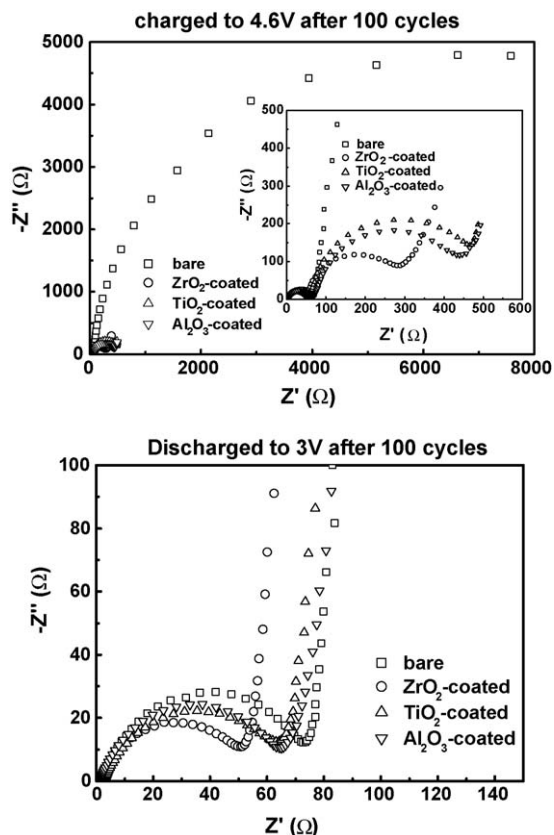 charged to 4.6V after 100 cycles
5000
4000
3000
2000
1000
0
-Z'' (Ω)
bare
ZrO₂-coated
TiO₂-coated
Al₂O₃-coated
500
400
300
200
100
0
-Z'' (Ω)
bare
ZrO₂-coated
TiO₂-coated
Al₂O₃-coated
0 100 200 300 400 500 600
Z' (Ω)
0 2000 4000 6000 8000
Z' (Ω)
Discharged to 3V after 100 cycles
100
80
60
40
20
0
-Z'' (Ω)
bare
ZrO₂-coated
TiO₂-coated
Al₂O₃-coated
0 20 40 60 80 100 120 140
Z' (Ω)